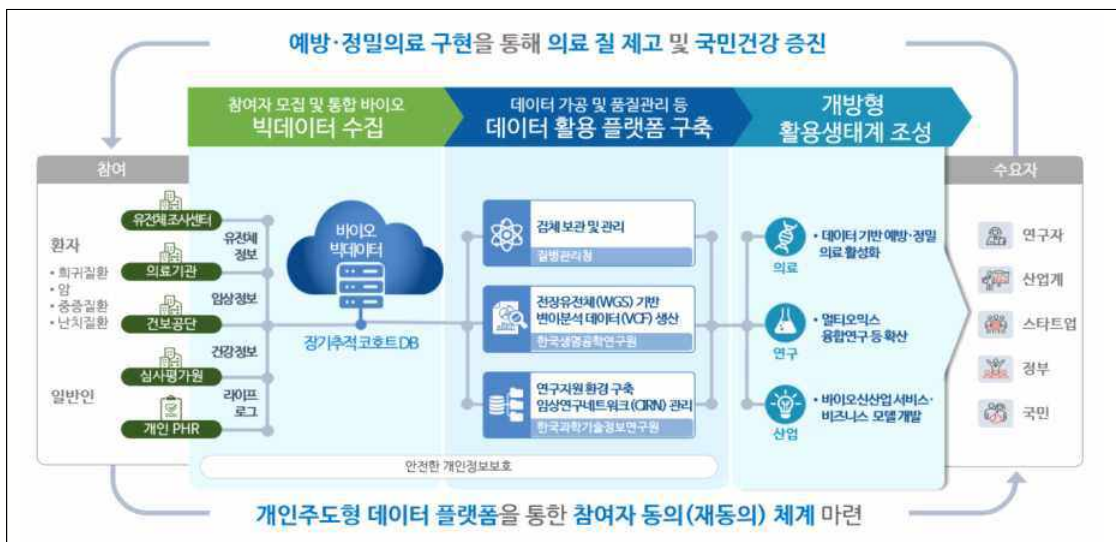 예방·정밀의료 구현을 통해 의료 질 제고 및 국민건강 증진
참여자 모집 및 통합 바이오
빅데이터 수집
데이터 가공 및 품질관리 등
데이터 활용 플랫폼 구축
개방형
활용생태계 조성
참여
환자
• 희귀질환
• 암
• 중증질환
• 난치질환
일반인
유전체조사센터
의료기관
건보공단
심사평가원
개인 PHR
유전체
정보
임상정보
건강정보
라이프
로그
바이오
빅데이터
장기추적코호트DB
검체 보관 및 관리
질병관리청
전장유전체(WGS) 기반
변이분석 데이터(VCF) 생산
한국생명공학연구원
연구지원 환경 구축
임상연구네트워크(CIRN) 관리
한국과학기술정보연구원
의료
• 데이터 기반 예방·정밀
의료 활성화
연구
• 멀티오믹스
융합연구 등 확산
산업
• 바이오신산업 서비스·
비즈니스 모델 개발
수요자
연구자
산업계
스타트업
정부
국민
안전한 개인정보보호
개인주도형 데이터 플랫폼을 통한 참여자 동의(재동의) 체계 마련